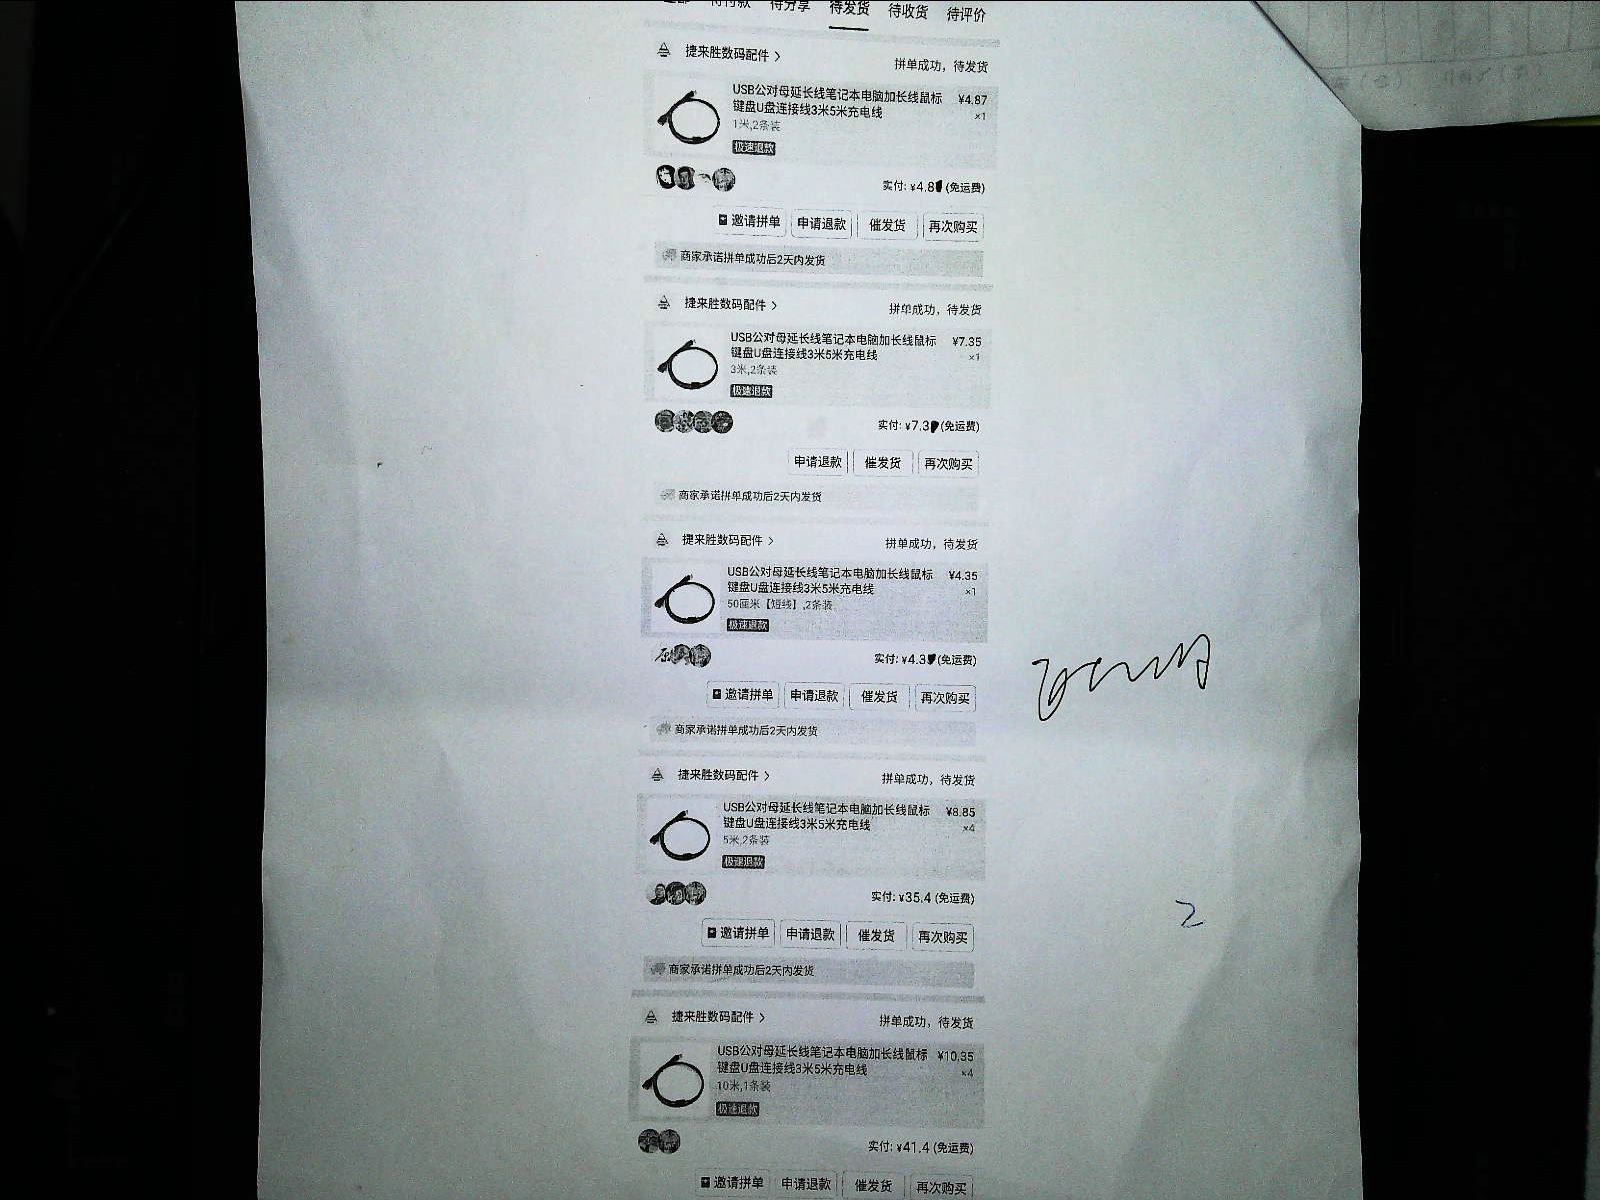 待付款 待分享 待发货 待收货 待评价
捷来胜数码配件 >
拼单成功，待发货
USB公对母延长线笔记本电脑加长线鼠标 ¥4.87
键盘U盘连接线3米5米充电线 ×1
1米,2条装
极速退款
实付: ¥4.8 (免运费)
邀请拼单 申请退款 催发货 再次购买
商家承诺拼单成功后2天内发货
捷来胜数码配件 >
拼单成功，待发货
USB公对母延长线笔记本电脑加长线鼠标 ¥7.35
键盘U盘连接线3米5米充电线 ×1
3米,2条装
极速退款
实付: ¥7.3 (免运费)
申请退款 催发货 再次购买
商家承诺拼单成功后2天内发货
捷来胜数码配件 >
拼单成功，待发货
USB公对母延长线笔记本电脑加长线鼠标 ¥4.35
键盘U盘连接线3米5米充电线 ×1
50厘米【短线】,2条装
极速退款
实付: ¥4.3 (免运费)
邀请拼单 申请退款 催发货 再次购买
商家承诺拼单成功后2天内发货
捷来胜数码配件 >
拼单成功，待发货
USB公对母延长线笔记本电脑加长线鼠标 ¥8.85
键盘U盘连接线3米5米充电线 ×4
5米,2条装
极速退款
实付: ¥35.4 (免运费)
2
邀请拼单 申请退款 催发货 再次购买
商家承诺拼单成功后2天内发货
捷来胜数码配件 >
拼单成功，待发货
USB公对母延长线笔记本电脑加长线鼠标 ¥10.35
键盘U盘连接线3米5米充电线 ×4
10米,1条装
极速退款
实付: ¥41.4 (免运费)
邀请拼单 申请退款 催发货 再次购买